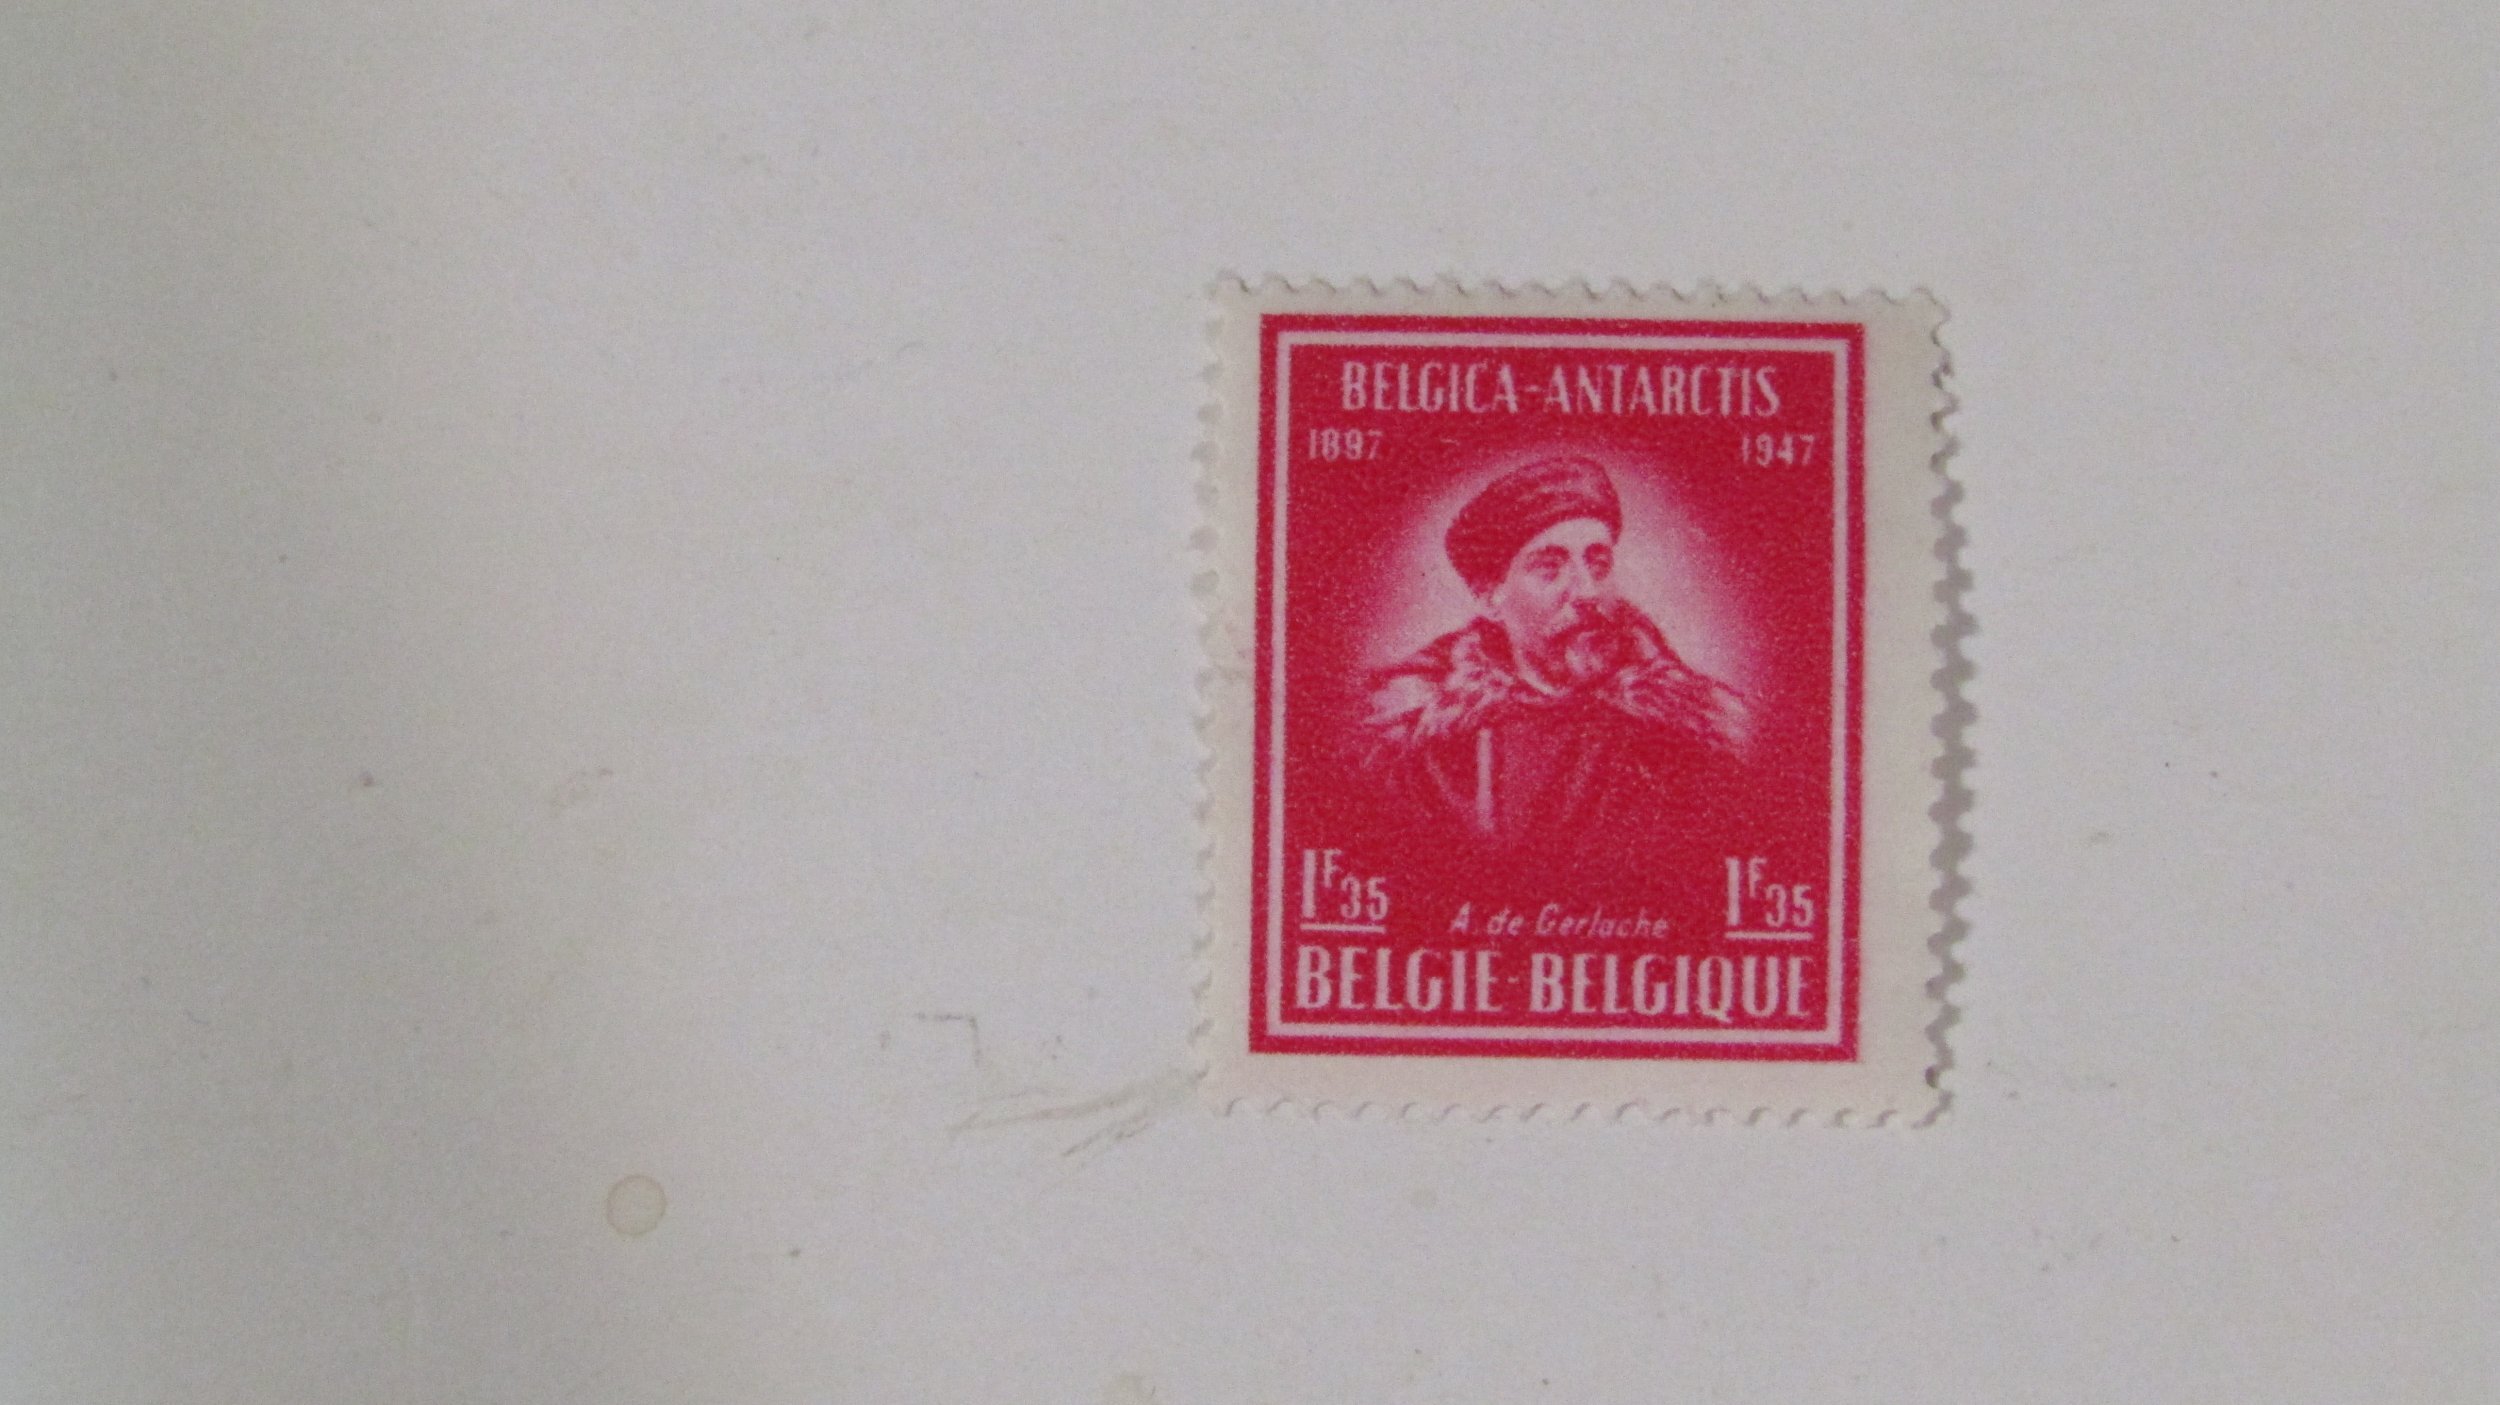 BELGICA-ANTARCTIS
1897 1947
1F35 A. de Gerlache 1F35
BELGIE-BELGIQUE